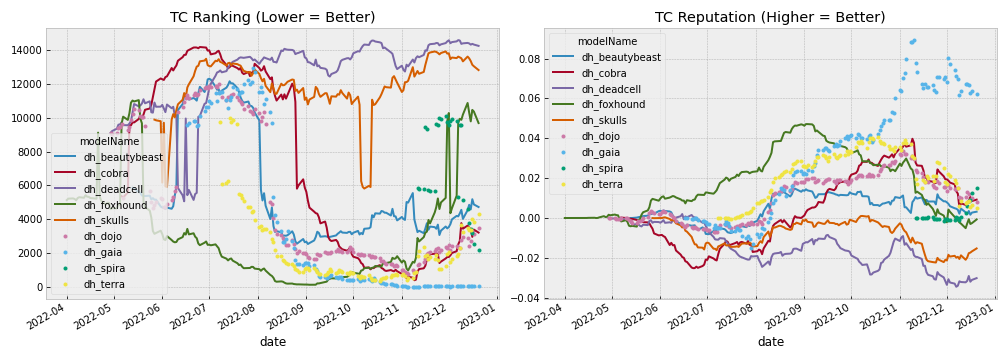 TC Ranking (Lower = Better)
14000
12000
10000
8000
6000
4000
2000
0
modelName
dh_beautybeast
dh_cobra
dh_deadcell
dh_foxhound
dh_skulls
dh_dojo
dh_gaia
dh_spira
dh_terra
2022-04
2022-05
2022-06
2022-07
2022-08
2022-09
2022-10
2022-11
2022-12
2023-01
date
TC Reputation (Higher = Better)
0.08
0.06
0.04
0.02
0.00
−0.02
−0.04
modelName
dh_beautybeast
dh_cobra
dh_deadcell
dh_foxhound
dh_skulls
dh_dojo
dh_gaia
dh_spira
dh_terra
2022-04
2022-05
2022-06
2022-07
2022-08
2022-09
2022-10
2022-11
2022-12
2023-01
date